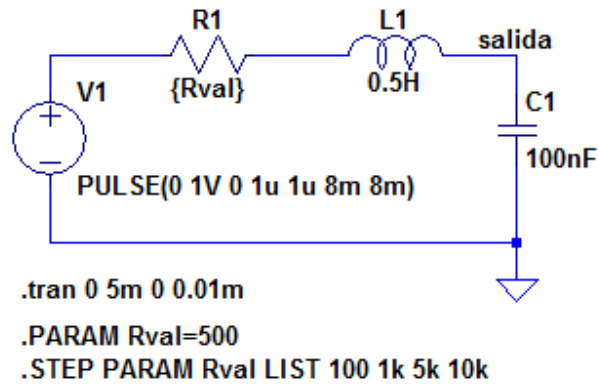 R1
L1
salida
{Rval}
0.5H
V1
C1
100nF
PULSE(0 1V 0 1u 1u 8m 8m)
.tran 0 5m 0 0.01m
.PARAM Rval=500
.STEP PARAM Rval LIST 100 1k 5k 10k